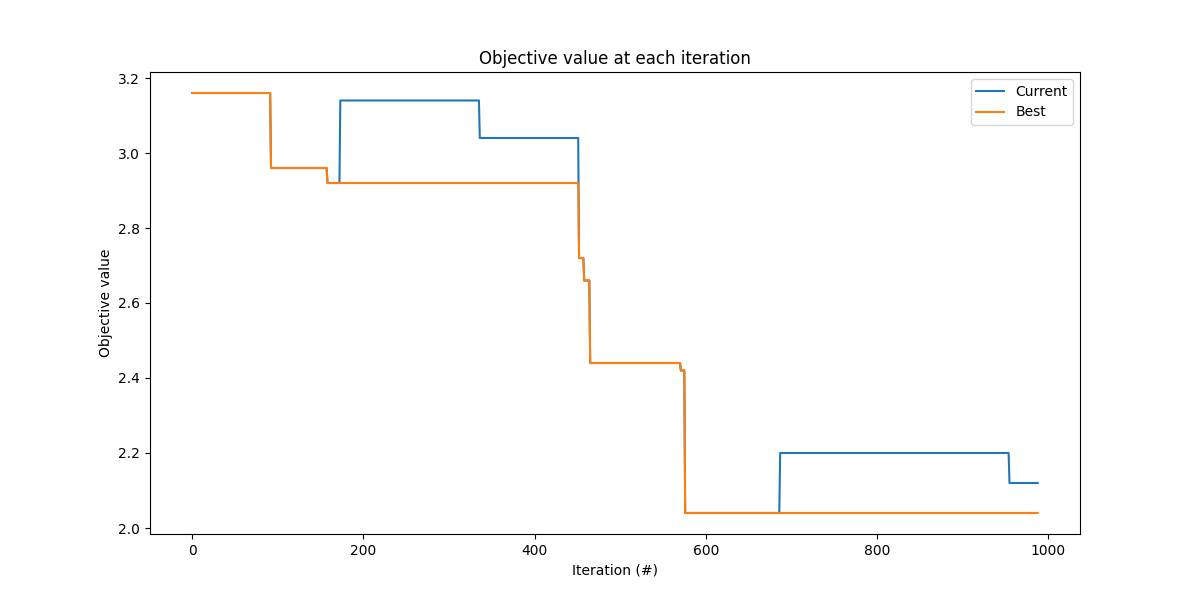 Objective value at each iteration
Current
Best
3.2
3.0
2.8
2.6
2.4
2.2
2.0
Objective value
0 200 400 600 800 1000
Iteration (#)